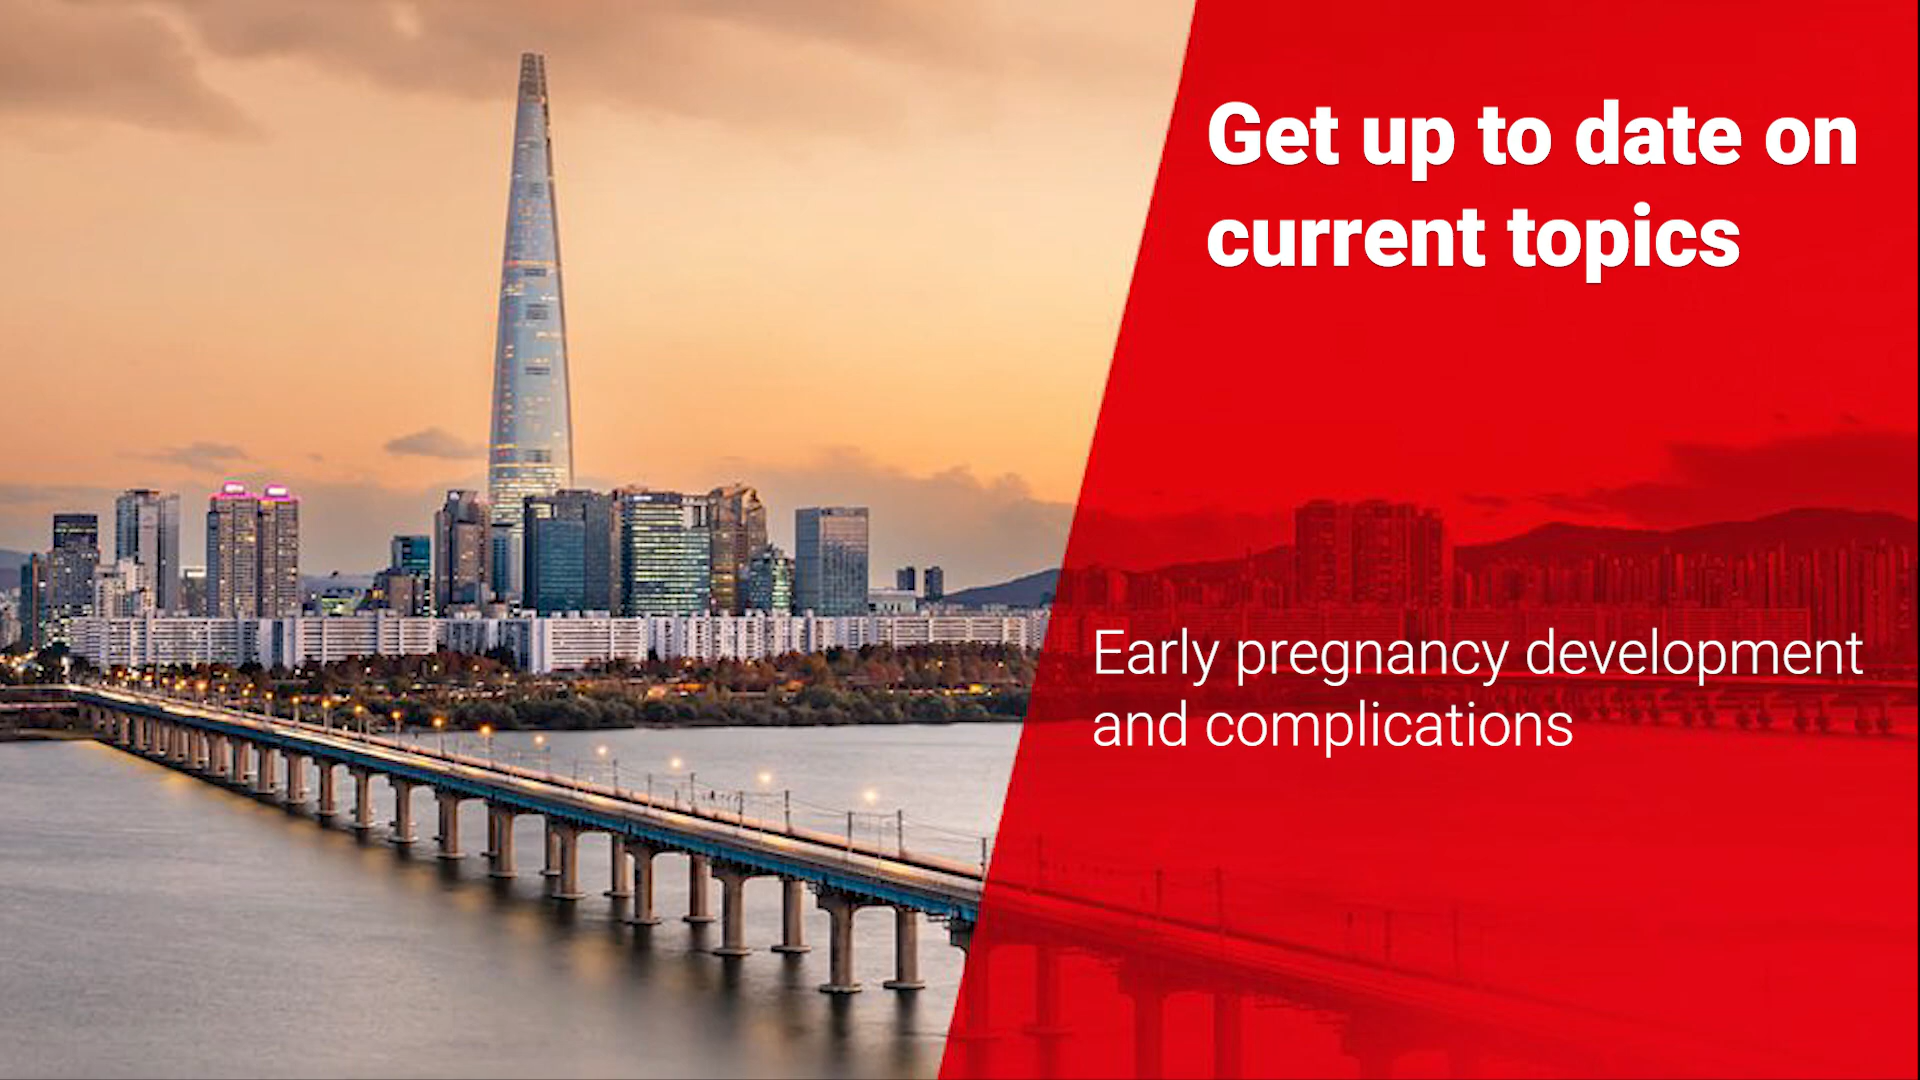 Get up to date on
current topics
Early pregnancy development
and complications